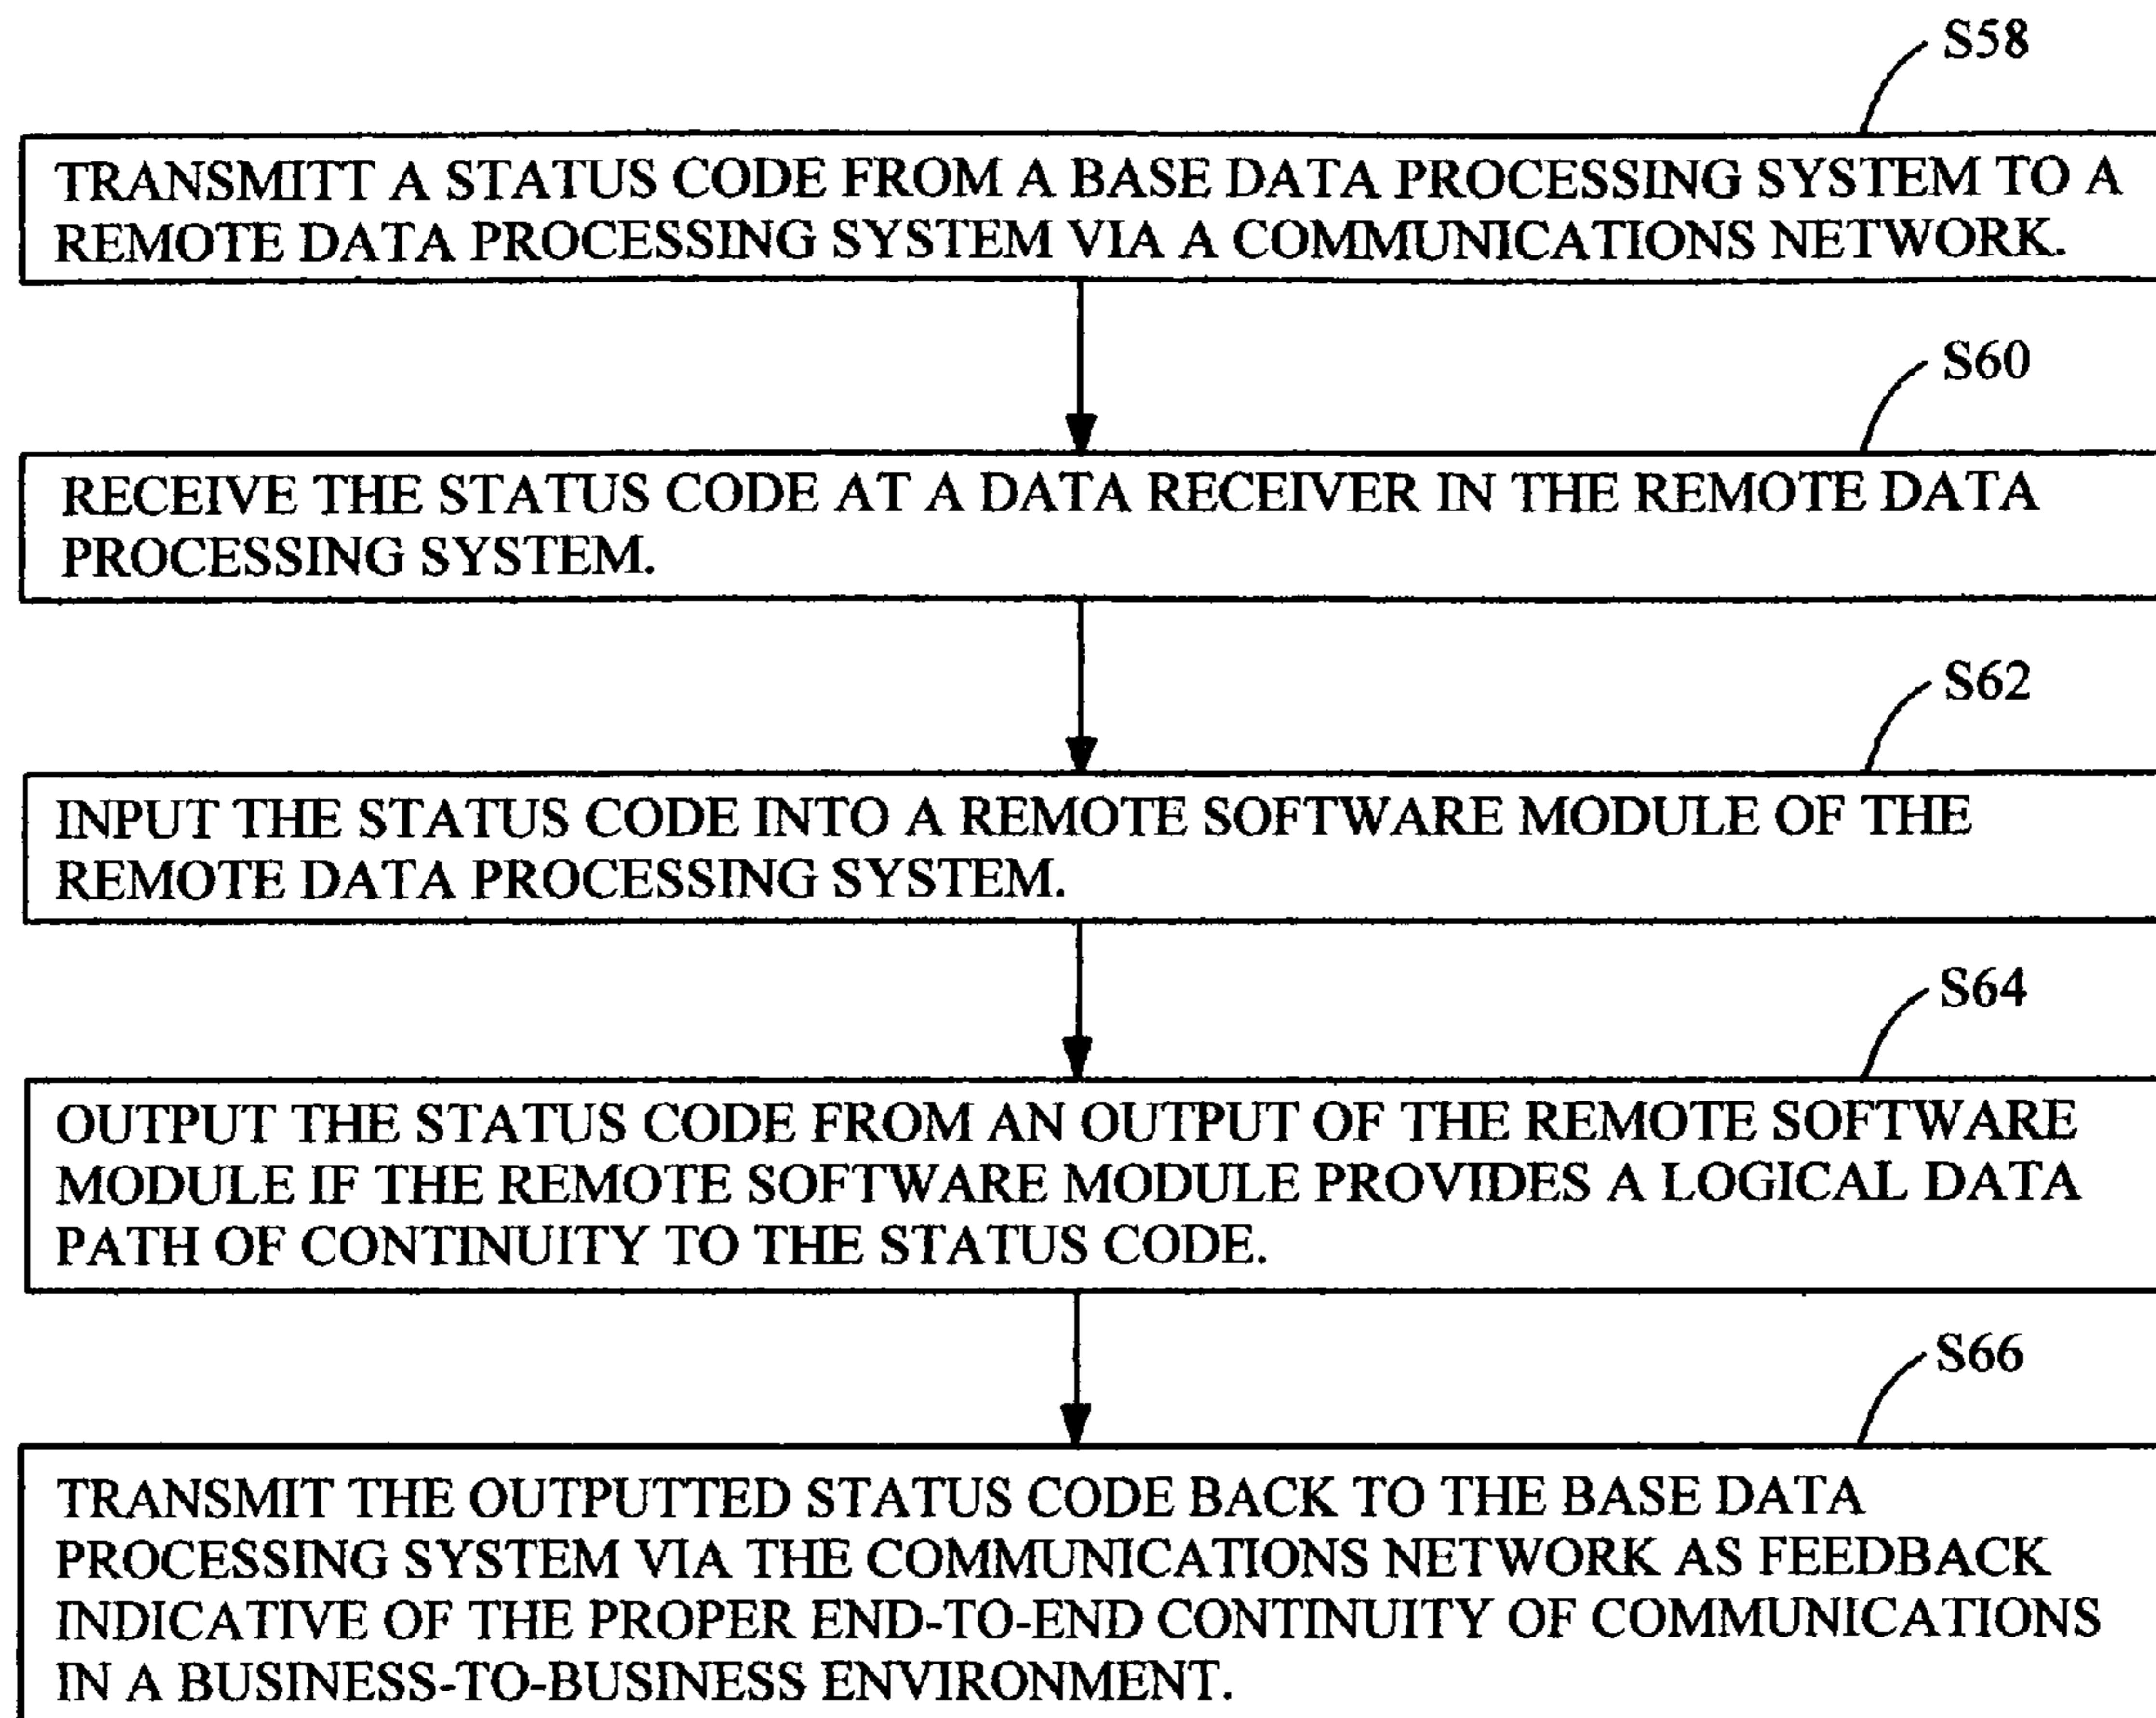 S58
TRANSMITT A STATUS CODE FROM A BASE DATA PROCESSING SYSTEM TO A
REMOTE DATA PROCESSING SYSTEM VIA A COMMUNICATIONS NETWORK.
S60
RECEIVE THE STATUS CODE AT A DATA RECEIVER IN THE REMOTE DATA
PROCESSING SYSTEM.
S62
INPUT THE STATUS CODE INTO A REMOTE SOFTWARE MODULE OF THE
REMOTE DATA PROCESSING SYSTEM.
S64
OUTPUT THE STATUS CODE FROM AN OUTPUT OF THE REMOTE SOFTWARE
MODULE IF THE REMOTE SOFTWARE MODULE PROVIDES A LOGICAL DATA
PATH OF CONTINUITY TO THE STATUS CODE.
S66
TRANSMIT THE OUTPUTTED STATUS CODE BACK TO THE BASE DATA
PROCESSING SYSTEM VIA THE COMMUNICATIONS NETWORK AS FEEDBACK
INDICATIVE OF THE PROPER END-TO-END CONTINUITY OF COMMUNICATIONS
IN A BUSINESS-TO-BUSINESS ENVIRONMENT.